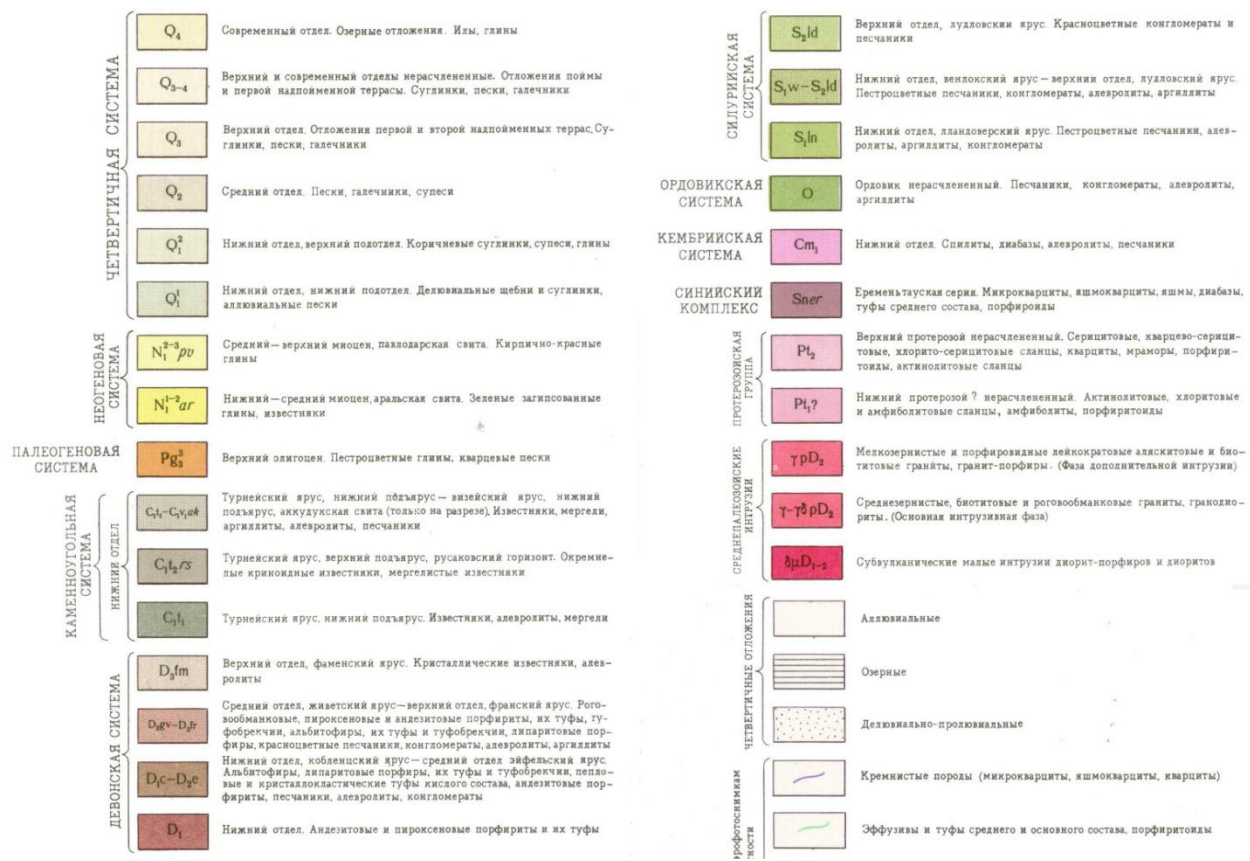 ЧЕТВЕРТИЧНАЯ СИСТЕМА
Q₄
Современный отдел. Озерные отложения. Илы, глины
Q₃₋₄
Верхний и современный отделы нерасчлененные. Отложения поймы
и первой надпойменной террасы. Суглинки, пески, галечники
Q₃
Верхний отдел. Отложения первой и второй надпойменных террас. Су-
глинки, пески, галечники
Q₂
Средний отдел. Пески, галечники, супеси
Q₁²
Нижний отдел, верхний подотдел. Коричневые суглинки, супеси, глины
Q₁¹
Нижний отдел, нижний подотдел. Делювиальные щебни и суглинки,
аллювиальные пески
НЕОГЕНОВАЯ
СИСТЕМА
N₁²⁻³pv
Средний—верхний миоцен, павлодарская свита. Кирпично-красные
глины
N₁¹⁻²ar
Нижний—средний миоцен, аральская свита. Зеленые загипсованные
глины, известняки
ПАЛЕОГЕНОВАЯ
СИСТЕМА
Pg₃³
Верхний олигоцен. Пестроцветные глины, кварцевые пески
КАМЕННОУГОЛЬНАЯ
СИСТЕМА
НИЖНИЙ ОТДЕЛ
C₁t₁–C₁v₁ak
Турнейский ярус, нижний подъярус— визейский ярус, нижний
подъярус, аккудукская свита (только на разрезе). Известняки, мергели,
аргиллиты, алевролиты, песчаники
C₁t₂rs
Турнейский ярус, верхний подъярус, русаковский горизонт. Окремне-
лые криноидные известняки, мергелистые известняки
C₁t₁
Турнейский ярус, нижний подъярус. Известняки, алевролиты, мергели
ДЕВОНСКАЯ СИСТЕМА
D₃fm
Верхний отдел, фаменский ярус. Кристаллические известняки, алев-
ролиты
D₂gv–D₃fr
Средний отдел, живетский ярус—верхний отдел, франский ярус. Рого-
вообманковые, пироксеновые и андезитовые порфириты, их туфы, ту-
фобрекчии, альбитофиры, их туфы и туфобрекчии, липаритовые пор-
фиры, красноцветные песчаники, конгломераты, алевролиты, аргиллиты
D₁c–D₂e
Нижний отдел, кобленцский ярус—средний отдел эйфельский ярус.
Альбитофиры, липаритовые порфиры, их туфы и туфобрекчии, пепло-
вые и кристаллокластические туфы кислого состава, андезитовые пор-
фириты, песчаники, алевролиты, конгломераты
D₁
Нижний отдел. Андезитовые и пироксеновые порфириты и их туфы
СИЛУРИЙСКАЯ
СИСТЕМА
S₂ld
Верхний отдел, лудловский ярус. Красноцветные конгломераты и
песчаники
S₁w–S₂ld
Нижний отдел, венлокский ярус — верхнии отдел, лудловский ярус.
Пестроцветные песчаники, конгломераты, алевролиты, аргиллиты
S₁ln
Нижний отдел, лландоверский ярус. Пестроцветные песчаники, алев-
ролиты, аргиллиты, конгломераты
ОРДОВИКСКАЯ
СИСТЕМА
O
Ордовик нерасчлененный. Песчаники, конгломераты, алевролиты,
аргиллиты
КЕМБРИЙСКАЯ
СИСТЕМА
Cm₁
Нижний отдел. Спилиты, диабазы, алевролиты, песчаники
СИНИЙСКИЙ
КОМПЛЕКС
Sner
Ерементауская серия. Микрокварциты, яшмокварциты, яшмы, диабазы,
туфы среднего состава, порфироиды
ПРОТЕРОЗОЙСКАЯ
ГРУППА
Pt₂
Верхний протерозой нерасчлененный. Серицитовые, кварцево-серици-
товые, хлорито-серицитовые сланцы, кварциты, мраморы, порфири-
тоиды, актинолитовые сланцы
Pt₁?
Нижний протерозой ? нерасчлененный. Актинолитовые, хлоритовые
и амфиболитовые сланцы, амфиболиты, порфиритоиды
СРЕДНЕПАЛЕОЗОЙСКИЕ
ИНТРУЗИИ
γpD₂
Мелкозернистые и порфировидные лейкократовые аляскитовые и био-
титовые граниты, гранит-порфиры. (Фаза дополнительной интрузии)
γ–γδpD₂
Среднезернистые, биотитовые и роговообманковые граниты, гранодио-
риты. (Основная интрузивная фаза)
δμD₁₋₂
Субвулканические малые интрузии диорит-порфиров и диоритов
ЧЕТВЕРТИЧНЫЕ ОТЛОЖЕНИЯ
Аллювиальные
Озерные
Делювиально-пролювиальные
Кремнистые породы (микрокварциты, яшмокварциты, кварциты)
Эффузивы и туфы среднего и основного состава, порфиритоиды